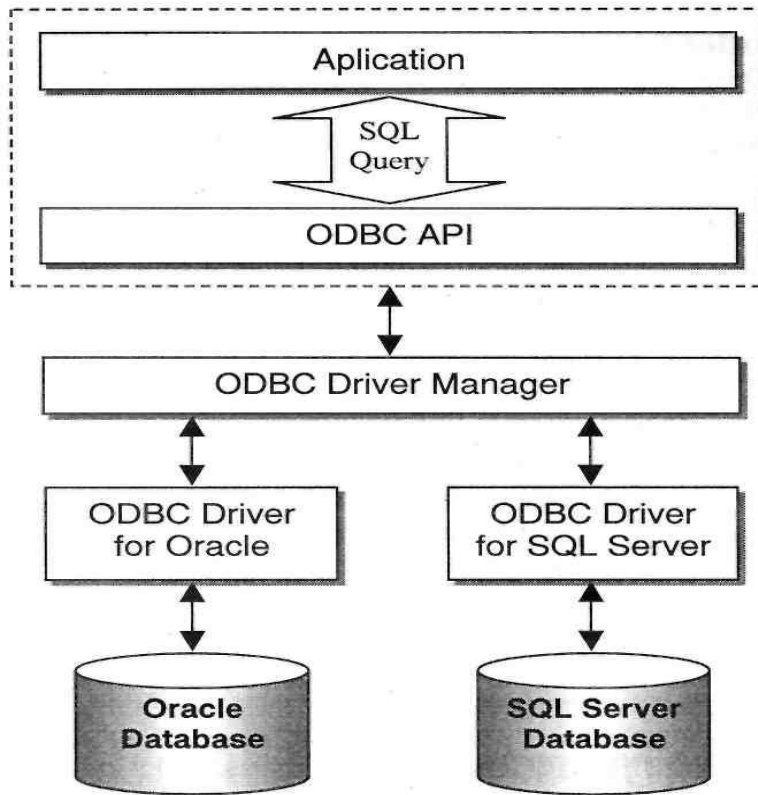 Aplication
SQL
Query
ODBC API
ODBC Driver Manager
ODBC Driver
for Oracle
ODBC Driver
for SQL Server
Oracle
Database
SQL Server
Database